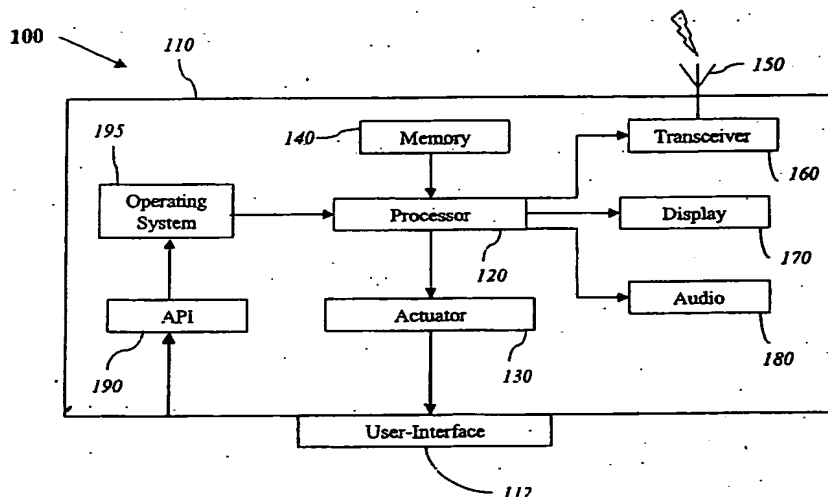 100
110
150
195
140
Memory
Transceiver
160
Operating
System
Processor
Display
120
170
API
Actuator
Audio
190
130
180
User-Interface
112